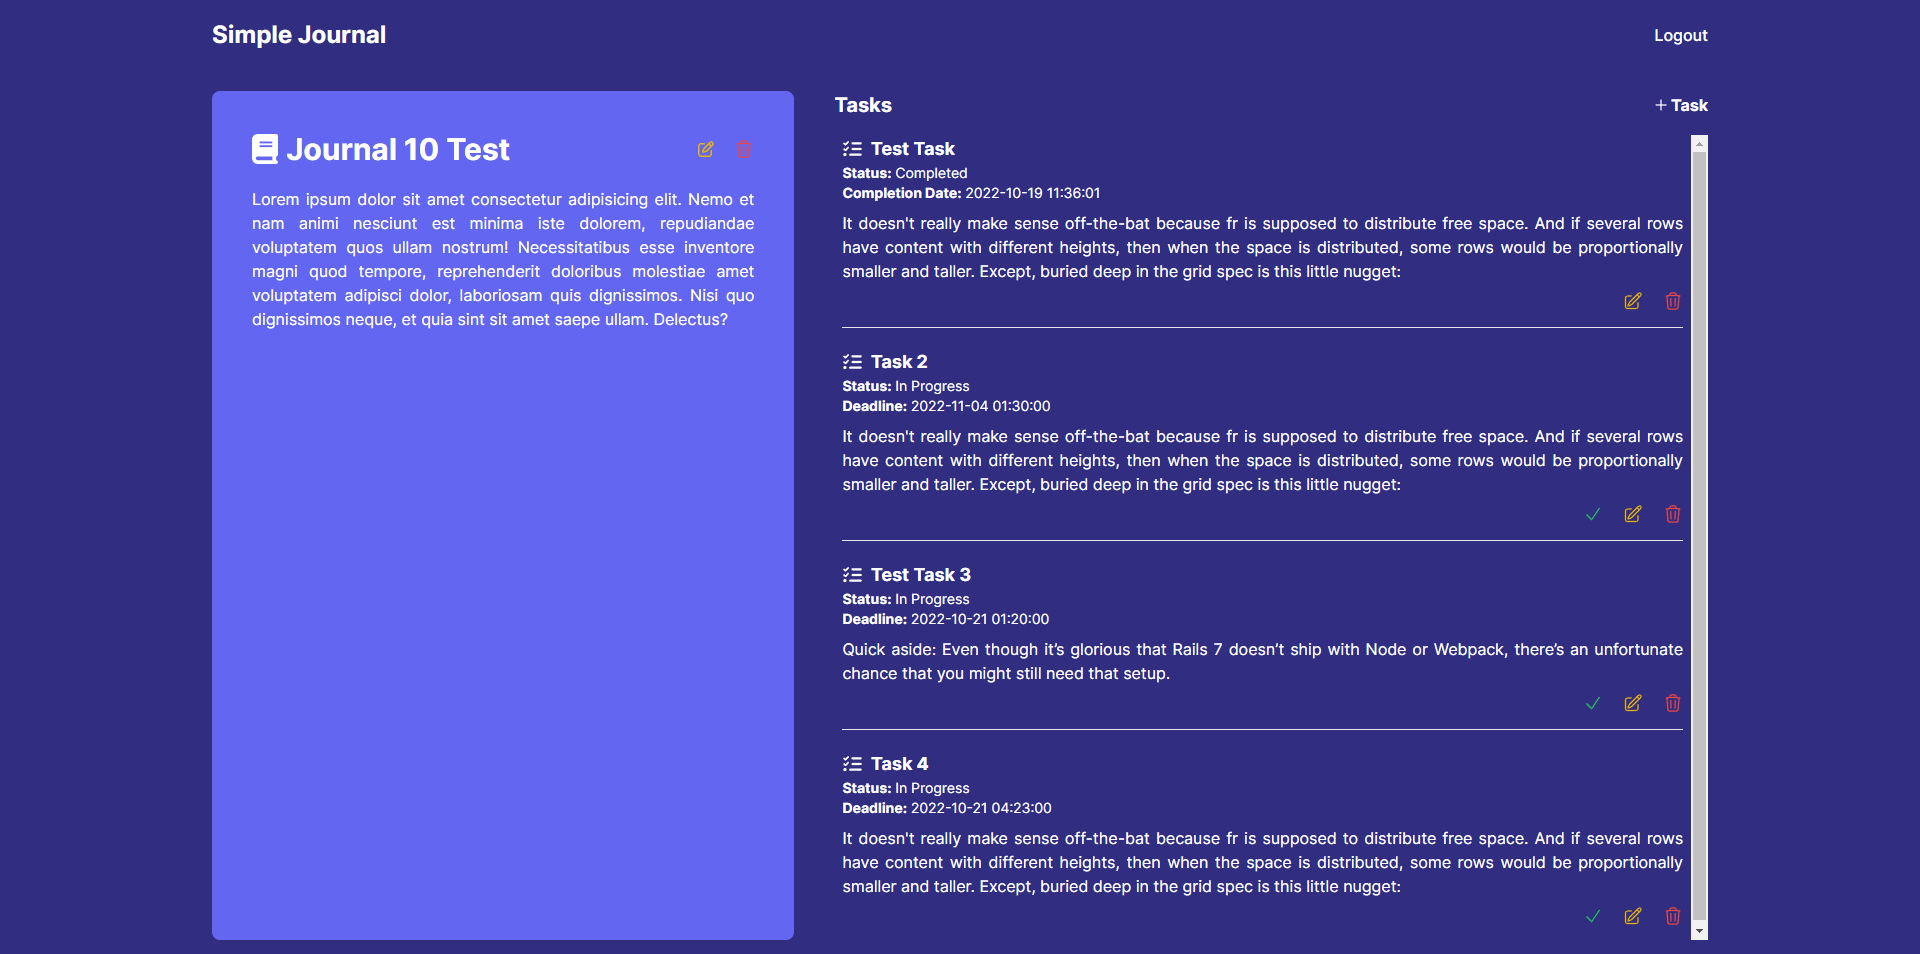 Simple Journal
Logout
Journal 10 Test
Lorem ipsum dolor sit amet consectetur adipisicing elit. Nemo et
nam animi nesciunt est minima iste dolorem, repudiandae
voluptatem quos ullam nostrum! Necessitatibus esse inventore
magni quod tempore, reprehenderit doloribus molestiae amet
voluptatem adipisci dolor, laboriosam quis dignissimos. Nisi quo
dignissimos neque, et quia sint sit amet saepe ullam. Delectus?
Tasks
+ Task
Test Task
Status: Completed
Completion Date: 2022-10-19 11:36:01
It doesn't really make sense off-the-bat because fr is supposed to distribute free space. And if several rows
have content with different heights, then when the space is distributed, some rows would be proportionally
smaller and taller. Except, buried deep in the grid spec is this little nugget:
Task 2
Status: In Progress
Deadline: 2022-11-04 01:30:00
It doesn't really make sense off-the-bat because fr is supposed to distribute free space. And if several rows
have content with different heights, then when the space is distributed, some rows would be proportionally
smaller and taller. Except, buried deep in the grid spec is this little nugget:
Test Task 3
Status: In Progress
Deadline: 2022-10-21 01:20:00
Quick aside: Even though it’s glorious that Rails 7 doesn’t ship with Node or Webpack, there’s an unfortunate
chance that you might still need that setup.
Task 4
Status: In Progress
Deadline: 2022-10-21 04:23:00
It doesn't really make sense off-the-bat because fr is supposed to distribute free space. And if several rows
have content with different heights, then when the space is distributed, some rows would be proportionally
smaller and taller. Except, buried deep in the grid spec is this little nugget: